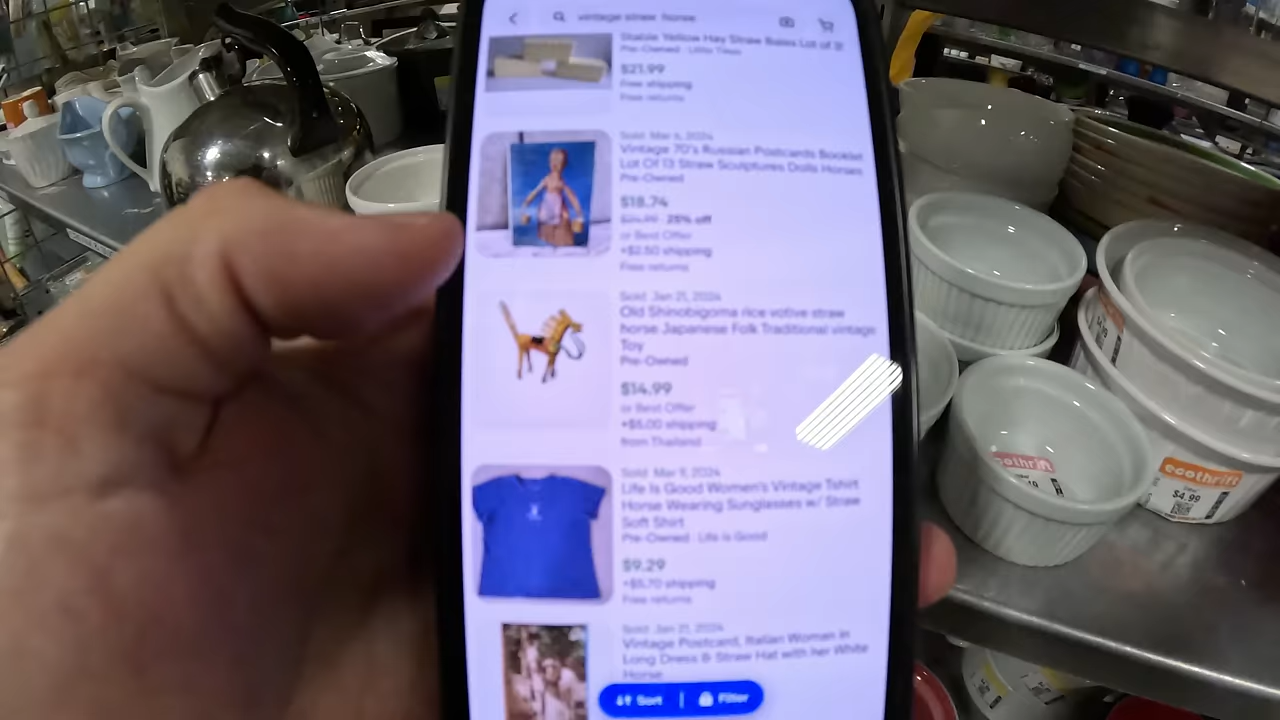 vintage straw horse
Stable Yellow Hay Straw Bales Lot of 3!
Pre-Owned · Little Tikes
$21.99
Free shipping
Free returns
Sold Mar 6, 2024
Vintage 70's Russian Postcards Booklet
Lot Of 13 Straw Sculptures Dolls Horses
Pre-Owned
$18.74
$24.99 · 25% off
or Best Offer
+$2.50 shipping
Free returns
Sold Jan 21, 2024
Old Shinobigoma rice votive straw
horse Japanese Folk Traditional vintage
Toy
Pre-Owned
$14.99
or Best Offer
+$5.00 shipping
from Thailand
Sold Mar 9, 2024
Life Is Good Women's Vintage Tshirt
Horse Wearing Sunglasses w/ Straw
Soft Shirt
Pre-Owned · Life is Good
$9.29
+$5.70 shipping
Free returns
Sold Jan 21, 2024
Vintage Postcard, Italian Women in
Long Dress & Straw Hat with her White
Horse
Sort
Filter
ecothrift
ecothrift
$4.99